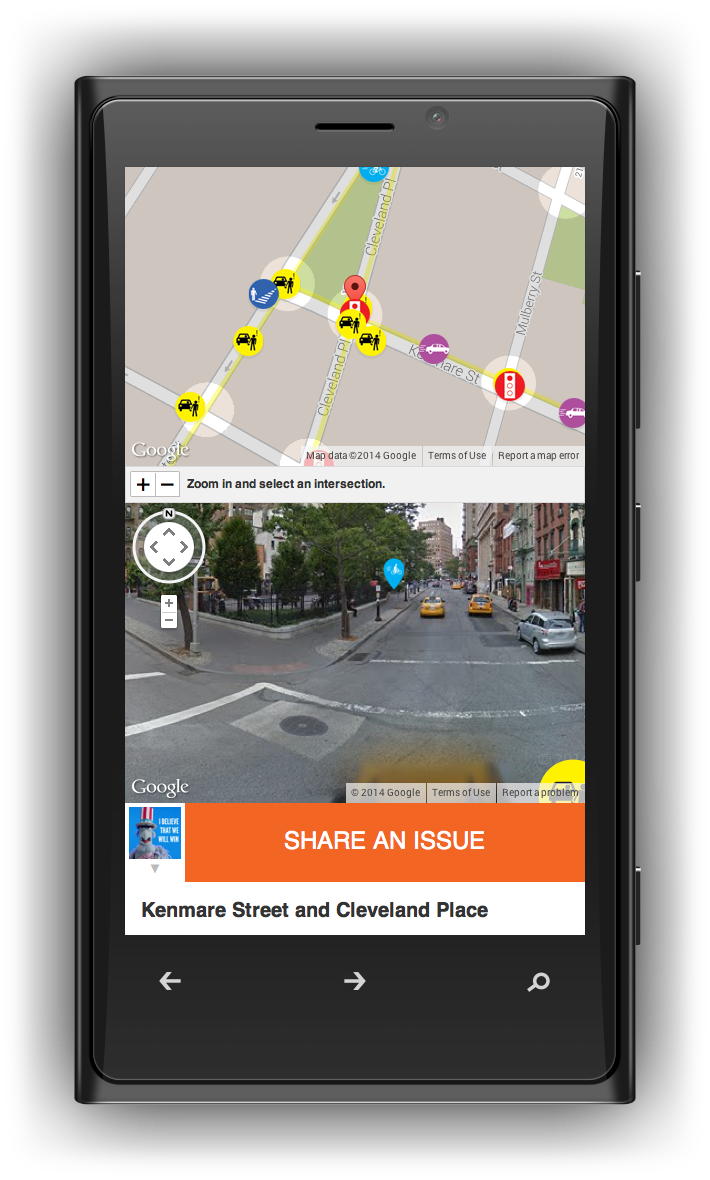 Cleveland Pl
21
Mulberry St
Kenmare St
Cleveland Pl
Google
Map data ©2014 Google
Terms of Use
Report a map error
+ −
Zoom in and select an intersection.
N
+
−
Google
© 2014 Google
Terms of Use
Report a problem
I BELIEVE
THAT WE
WILL WIN
SHARE AN ISSUE
Kenmare Street and Cleveland Place